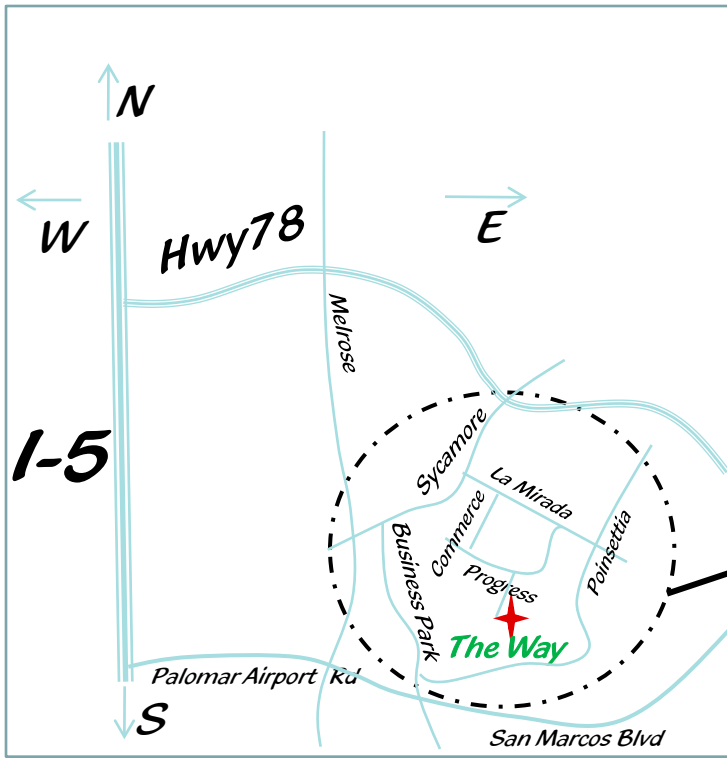 N
W
E
Hwy78
Melrose
I-5
Sycamore
La Mirada
Commerce
Poinsettia
Business Park
Progress
The Way
Palomar Airport Rd
S
San Marcos Blvd